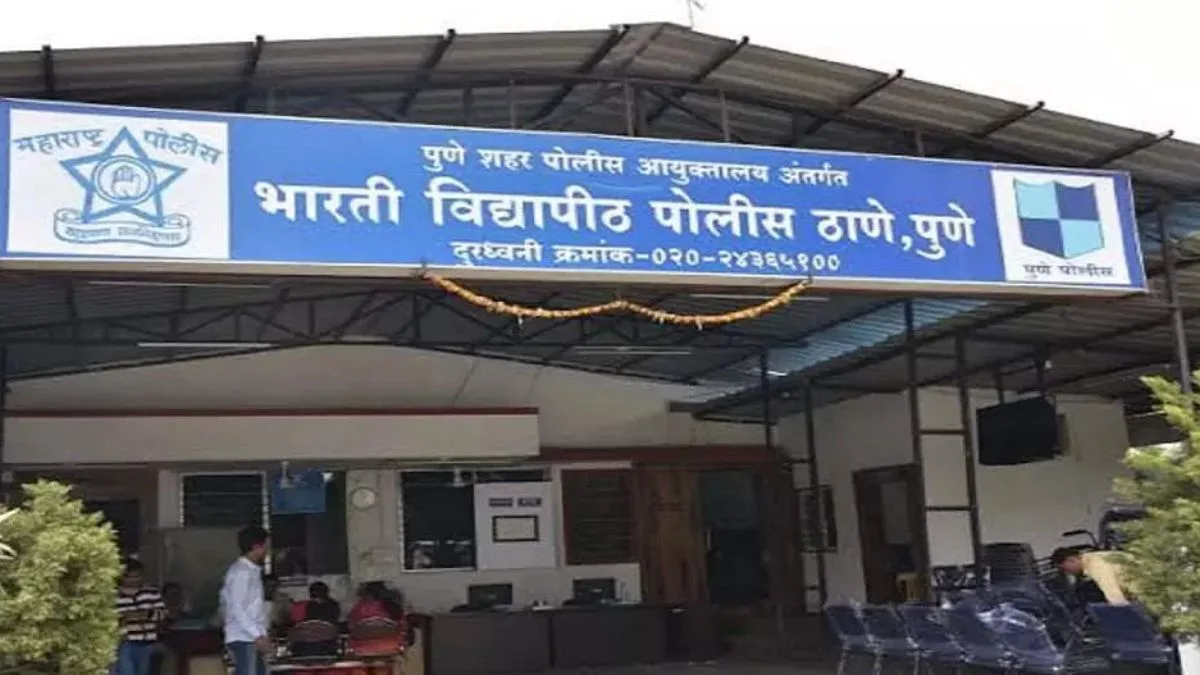 महाराष्ट्र पोलीस
पुणे शहर पोलीस आयुक्तालय अंतर्गत
भारती विद्यापीठ पोलीस ठाणे, पुणे
दुरध्वनी क्रमांक-०२०-२४३६५१००
पुणे पोलीस